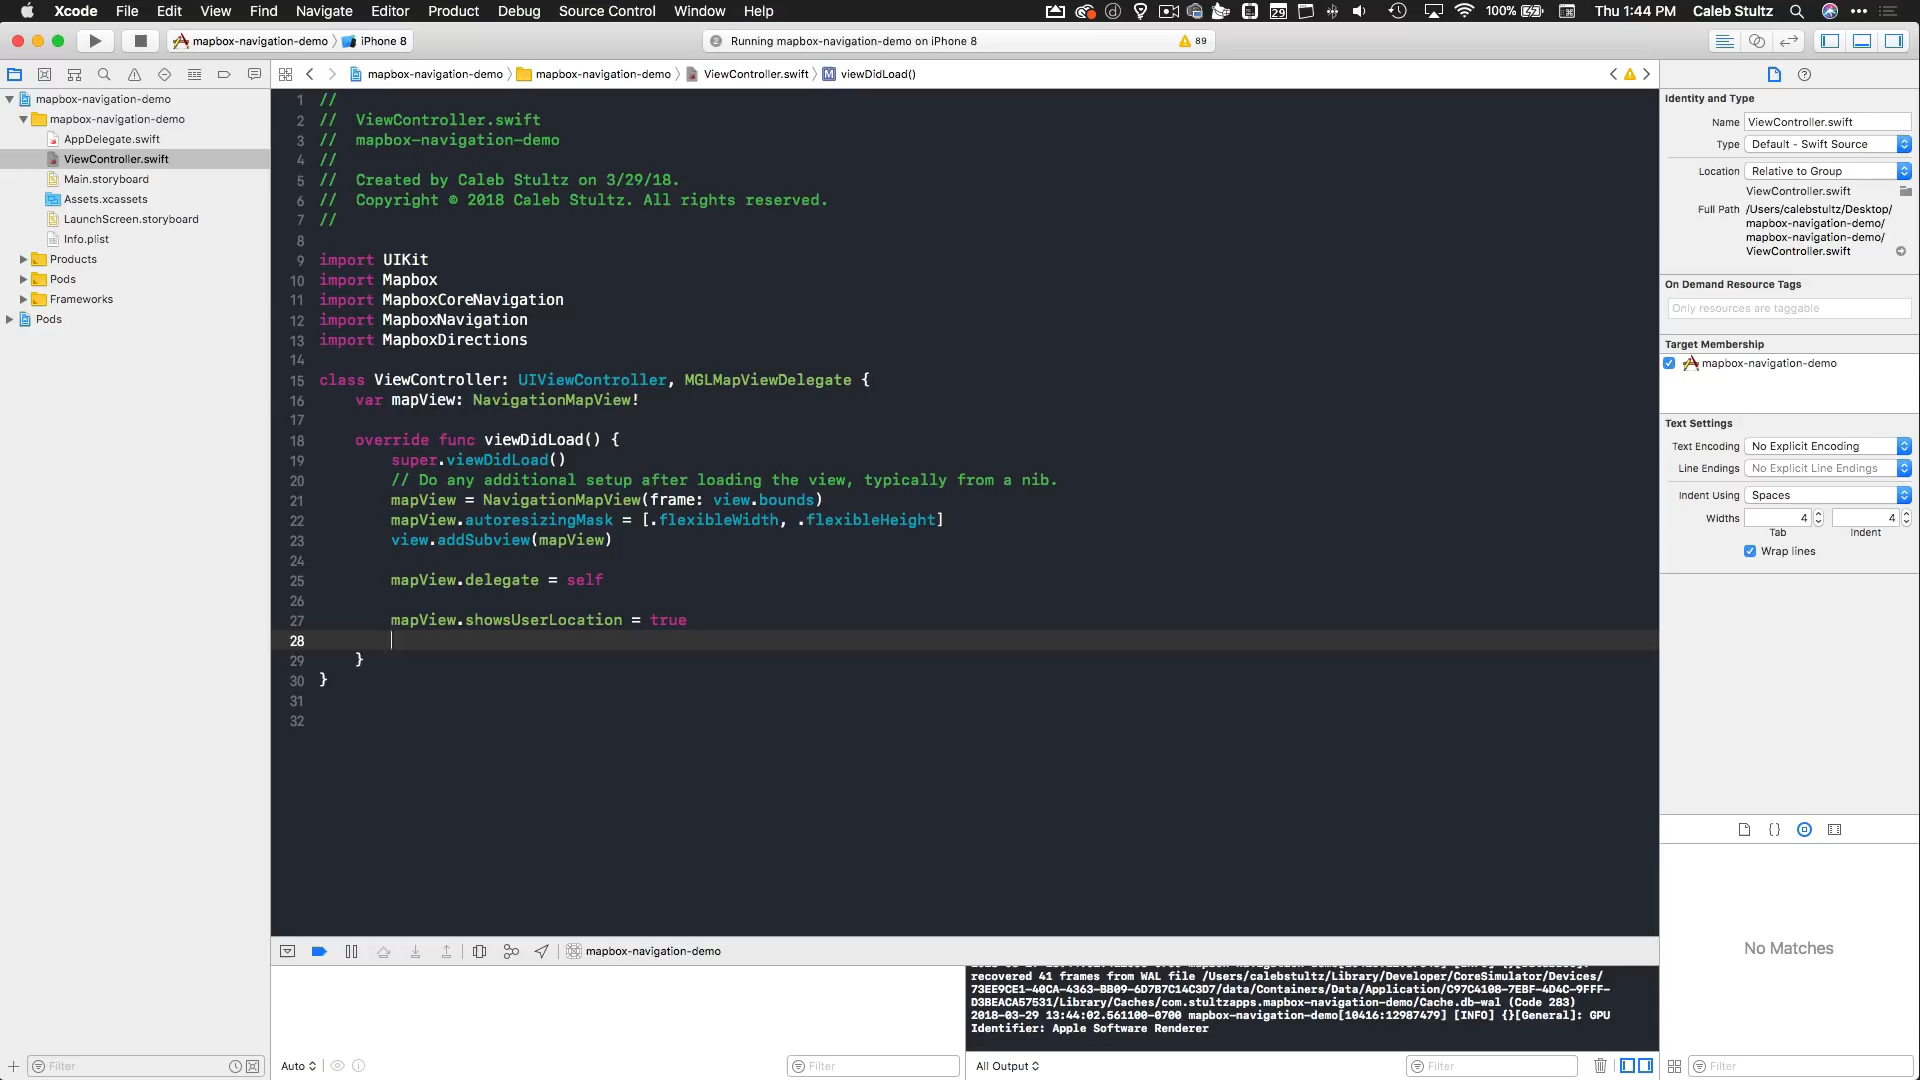 Xcode File Edit View Find Navigate Editor Product Debug Source Control Window Help
29 100% Thu 1:44 PM Caleb Stultz
mapbox-navigation-demo iPhone 8
Running mapbox-navigation-demo on iPhone 8
89
mapbox-navigation-demo mapbox-navigation-demo ViewController.swift M viewDidLoad()
mapbox-navigation-demo
mapbox-navigation-demo
AppDelegate.swift
ViewController.swift
Main.storyboard
Assets.xcassets
LaunchScreen.storyboard
Info.plist
Products
Pods
Frameworks
Pods
Filter
1 //
2 // ViewController.swift
3 // mapbox-navigation-demo
4 //
5 // Created by Caleb Stultz on 3/29/18.
6 // Copyright © 2018 Caleb Stultz. All rights reserved.
7 //
8
9 import UIKit
10 import Mapbox
11 import MapboxCoreNavigation
12 import MapboxNavigation
13 import MapboxDirections
14
15 class ViewController: UIViewController, MGLMapViewDelegate {
16 var mapView: NavigationMapView!
17
18 override func viewDidLoad() {
19 super.viewDidLoad()
20 // Do any additional setup after loading the view, typically from a nib.
21 mapView = NavigationMapView(frame: view.bounds)
22 mapView.autoresizingMask = [.flexibleWidth, .flexibleHeight]
23 view.addSubview(mapView)
24
25 mapView.delegate = self
26
27 mapView.showsUserLocation = true
28
29 }
30 }
31
32
mapbox-navigation-demo
recovered 41 frames from WAL file /Users/calebstultz/Library/Developer/CoreSimulator/Devices/
73EE9CE1-40CA-4363-BB09-6D7B7C14C3D7/data/Containers/Data/Application/C97C4108-7EBF-4D4C-9FFF-
D3BEACA57531/Library/Caches/com.stultzapps.mapbox-navigation-demo/Cache.db-wal (Code 283)
2018-03-29 13:44:02.561100-0700 mapbox-navigation-demo[10416:12987479] [INFO] {}[General]: GPU
Identifier: Apple Software Renderer
Auto
Filter
All Output
Filter
Identity and Type
Name ViewController.swift
Type Default - Swift Source
Location Relative to Group
ViewController.swift
Full Path /Users/calebstultz/Desktop/
mapbox-navigation-demo/
mapbox-navigation-demo/
ViewController.swift
On Demand Resource Tags
Only resources are taggable
Target Membership
mapbox-navigation-demo
Text Settings
Text Encoding No Explicit Encoding
Line Endings No Explicit Line Endings
Indent Using Spaces
Widths 4 4
Tab Indent
Wrap lines
No Matches
Filter